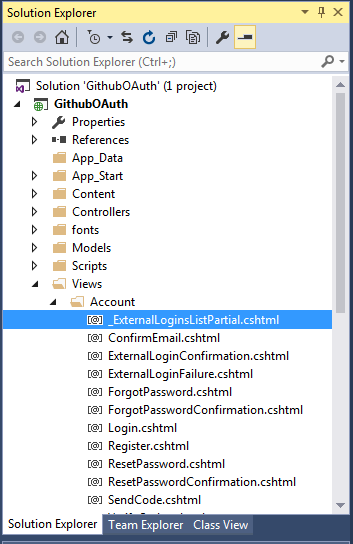 Solution Explorer
Search Solution Explorer (Ctrl+;)
Solution 'GithubOAuth' (1 project)
GithubOAuth
Properties
References
App_Data
App_Start
Content
Controllers
fonts
Models
Scripts
Views
Account
_ExternalLoginsListPartial.cshtml
ConfirmEmail.cshtml
ExternalLoginConfirmation.cshtml
ExternalLoginFailure.cshtml
ForgotPassword.cshtml
ForgotPasswordConfirmation.cshtml
Login.cshtml
Register.cshtml
ResetPassword.cshtml
ResetPasswordConfirmation.cshtml
SendCode.cshtml
Solution Explorer Team Explorer Class View